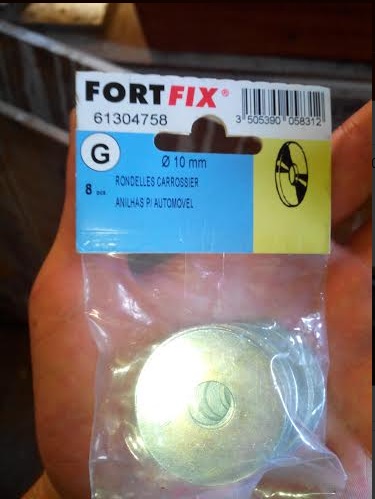 FORTFIX®
61304758
3 505390 058312
G
Ø 10 mm
8 pcs
RONDELLES CARROSSIER
ANILHAS P/ AUTOMOVEL